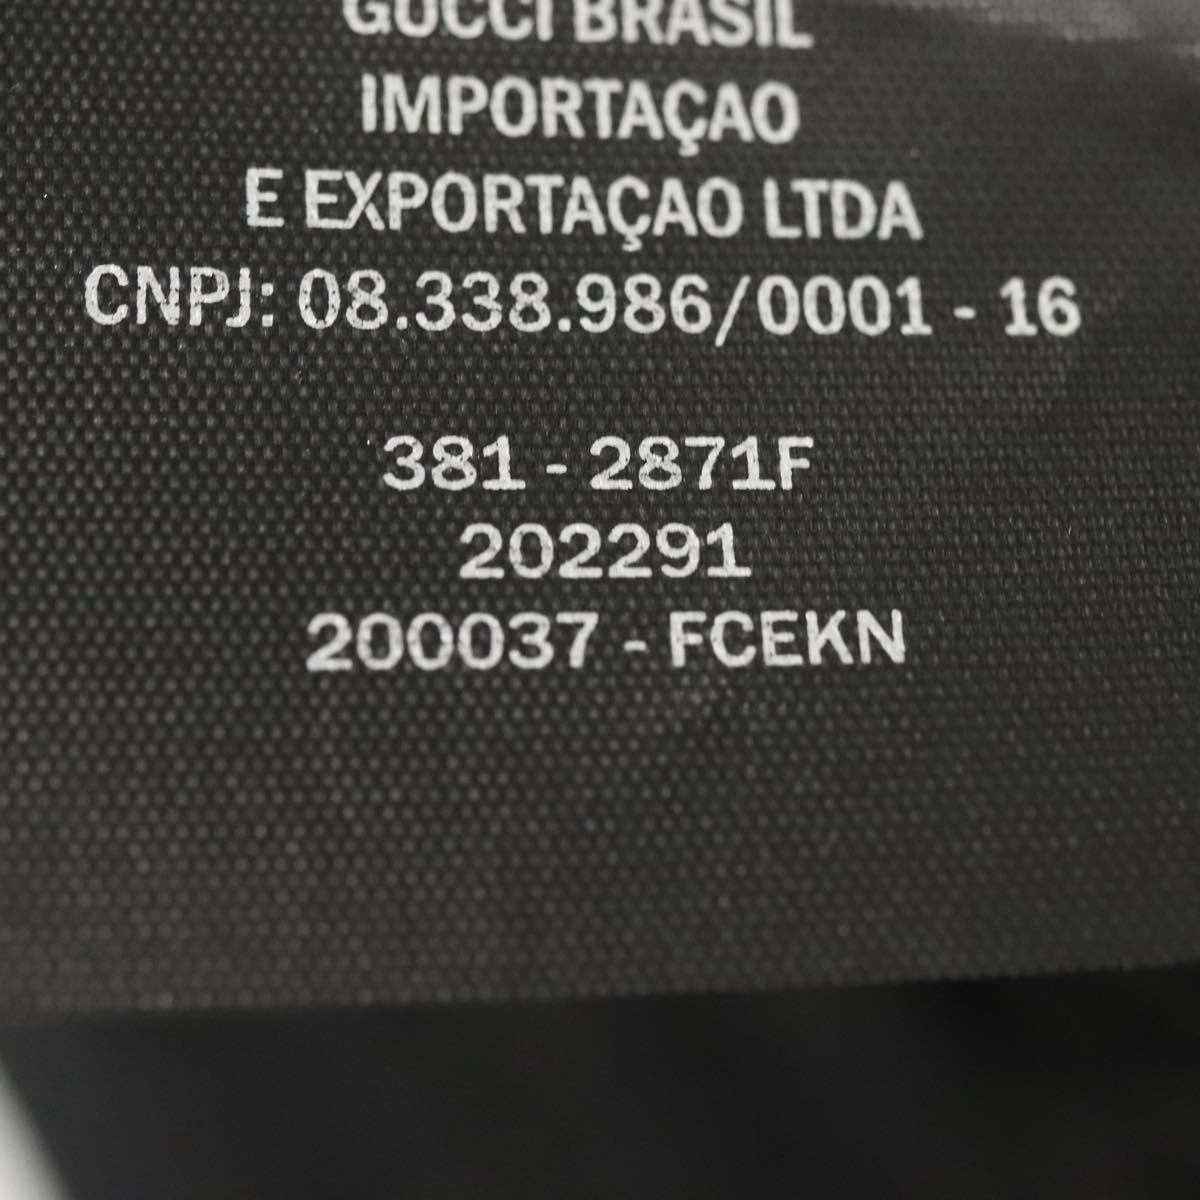 GUCCI BRASIL
IMPORTAÇAO
E EXPORTAÇAO LTDA
CNPJ: 08.338.986/0001 - 16
381 - 2871F
202291
200037 - FCEKN